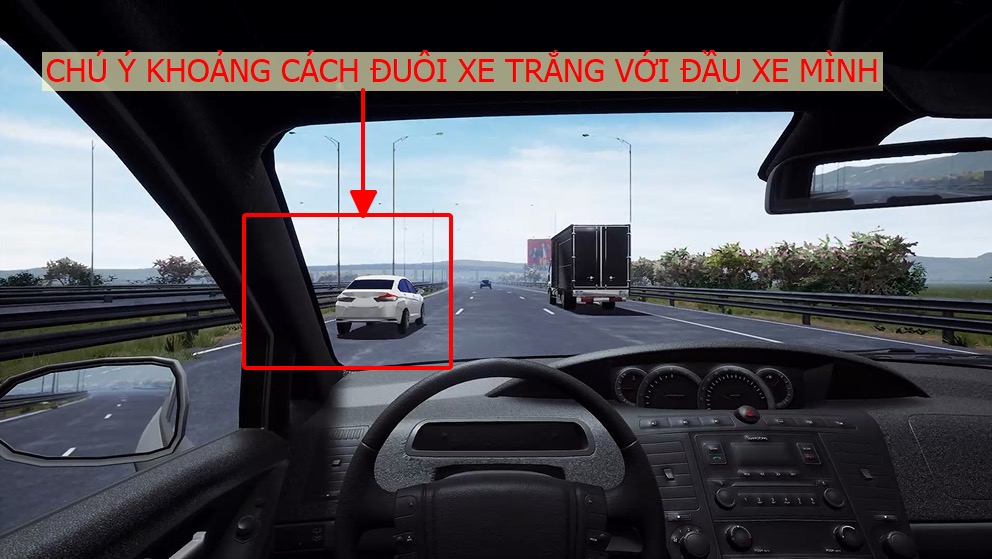 CHÚ Ý KHOẢNG CÁCH ĐUÔI XE TRẮNG VỚI ĐẦU XE MÌNH